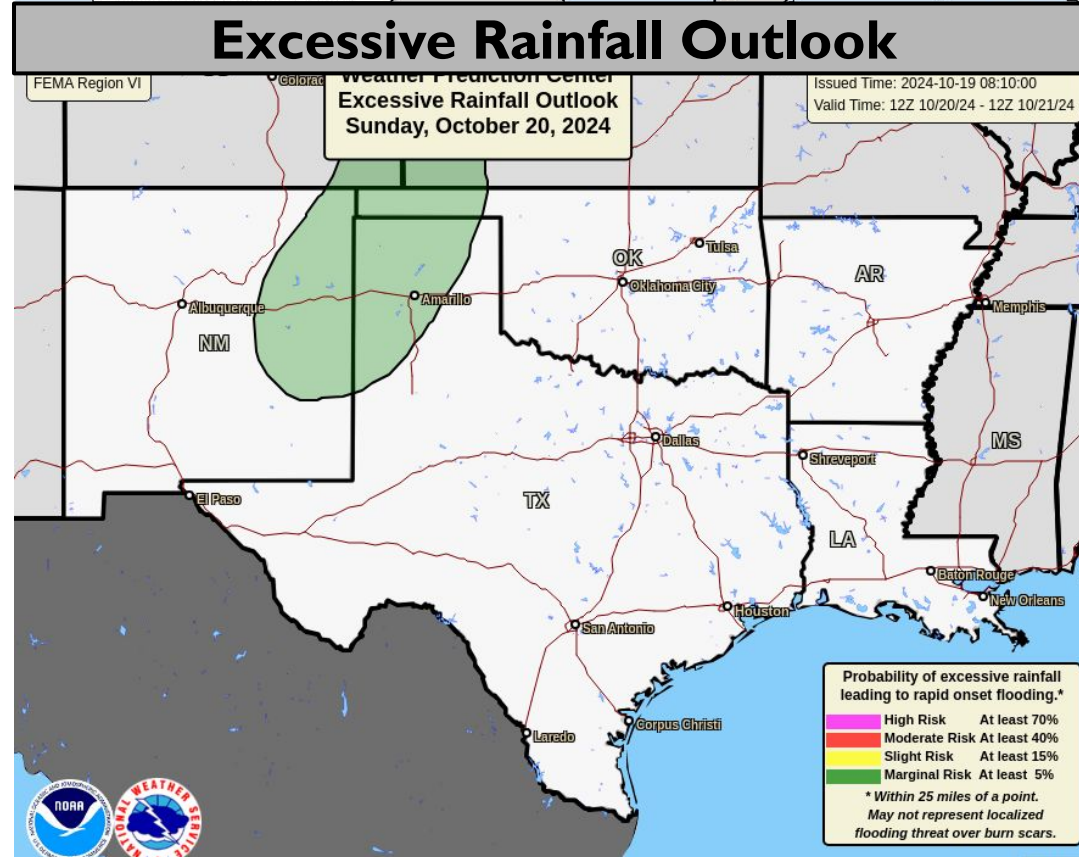 Excessive Rainfall Outlook
FEMA Region VI
Weather Prediction Center
Excessive Rainfall Outlook
Sunday, October 20, 2024
Issued Time: 2024-10-19 08:10:00
Valid Time: 12Z 10/20/24 - 12Z 10/21/24
Tulsa
OK
Oklahoma City
AR
Amarillo
Albuquerque
Memphis
NM
Dallas
MS
Shreveport
El Paso
TX
LA
Baton Rouge
New Orleans
Houston
San Antonio
Corpus Christi
Laredo
Probability of excessive rainfall
leading to rapid onset flooding.*
High Risk At least 70%
Moderate Risk At least 40%
Slight Risk At least 15%
Marginal Risk At least 5%
* Within 25 miles of a point.
May not represent localized
flooding threat over burn scars.
NOAA
NATIONAL WEATHER SERVICE